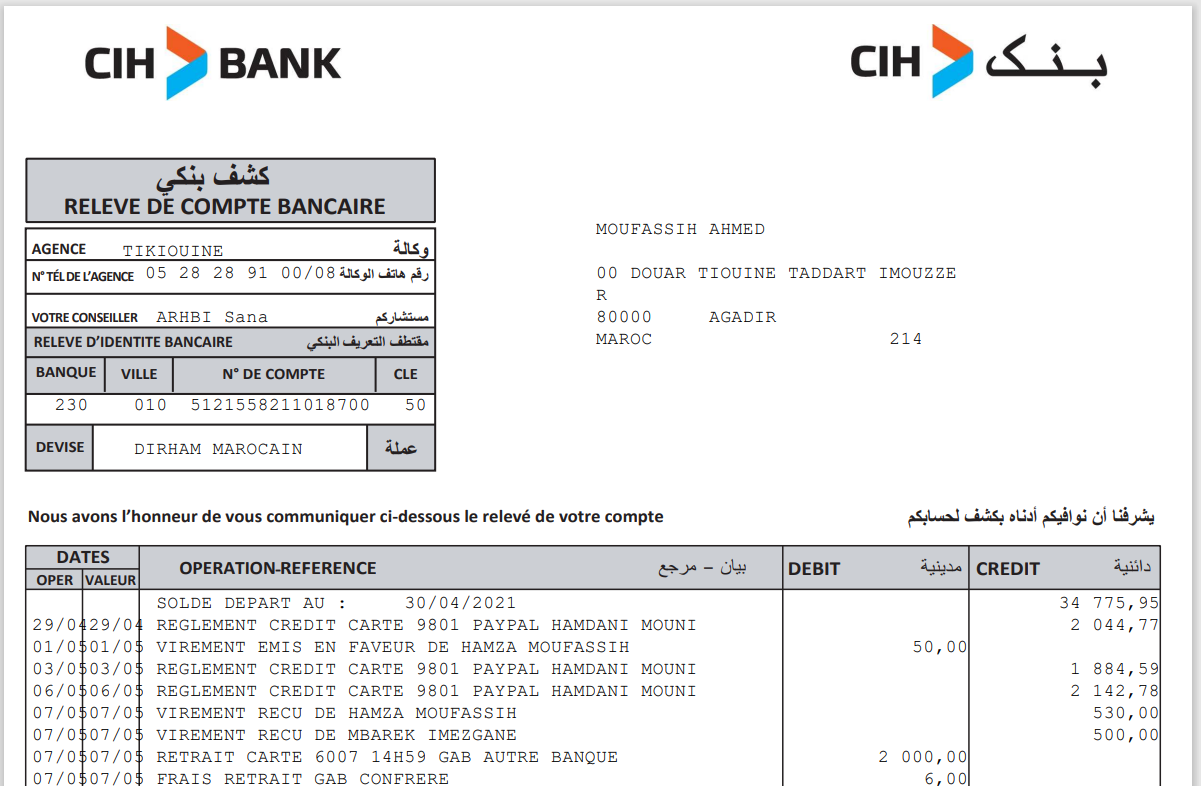 CIH BANK
CIH بنك
كشف بنكي
RELEVE DE COMPTE BANCAIRE
AGENCE TIKIOUINE وكالة
N° TÉL DE L'AGENCE 05 28 28 91 00/08 رقم هاتف الوكالة
VOTRE CONSEILLER ARHBI Sana مستشاركم
RELEVE D'IDENTITE BANCAIRE مقتطف التعريف البنكي
BANQUE VILLE N° DE COMPTE CLE
230 010 5121558211018700 50
DEVISE DIRHAM MAROCAIN عملة
MOUFASSIH AHMED
00 DOUAR TIOUINE TADDART IMOUZZE
R
80000 AGADIR
MAROC 214
Nous avons l'honneur de vous communiquer ci-dessous le relevé de votre compte يشرفنا أن نوافيكم أدناه بكشف لحسابكم
DATES
OPER VALEUR OPERATION-REFERENCE بيان - مرجع DEBIT مدينية CREDIT دائنية
SOLDE DEPART AU : 30/04/2021 34 775,95
29/04 29/04 REGLEMENT CREDIT CARTE 9801 PAYPAL HAMDANI MOUNI 2 044,77
01/05 01/05 VIREMENT EMIS EN FAVEUR DE HAMZA MOUFASSIH 50,00
03/05 03/05 REGLEMENT CREDIT CARTE 9801 PAYPAL HAMDANI MOUNI 1 884,59
06/05 06/05 REGLEMENT CREDIT CARTE 9801 PAYPAL HAMDANI MOUNI 2 142,78
07/05 07/05 VIREMENT RECU DE HAMZA MOUFASSIH 530,00
07/05 07/05 VIREMENT RECU DE MBAREK IMEZGANE 500,00
07/05 07/05 RETRAIT CARTE 6007 14H59 GAB AUTRE BANQUE 2 000,00
07/05 07/05 FRAIS RETRAIT GAB CONFRERE 6,00